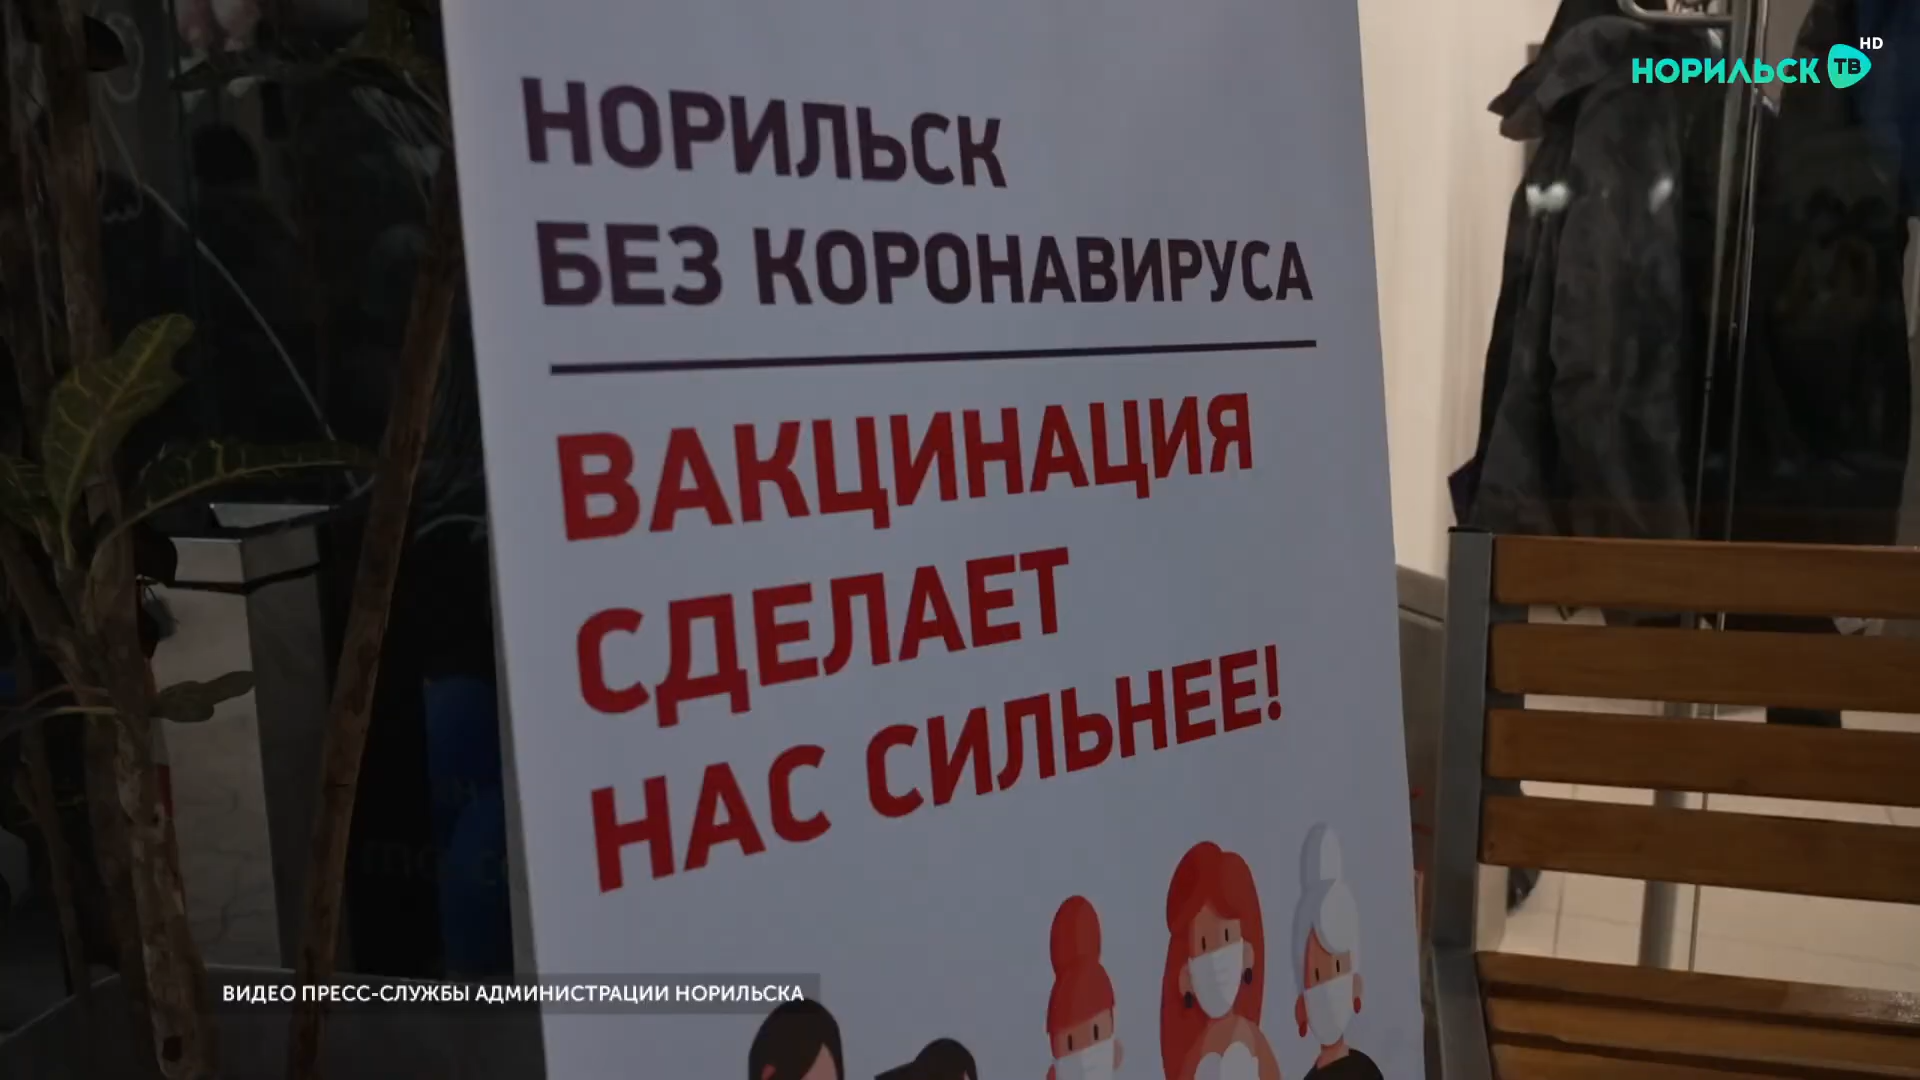 НОРИЛЬСК ТВ HD
НОРИЛЬСК
БЕЗ КОРОНАВИРУСА
ВАКЦИНАЦИЯ
СДЕЛАЕТ
НАС СИЛЬНЕЕ!
ВИДЕО ПРЕСС-СЛУЖБЫ АДМИНИСТРАЦИИ НОРИЛЬСКА